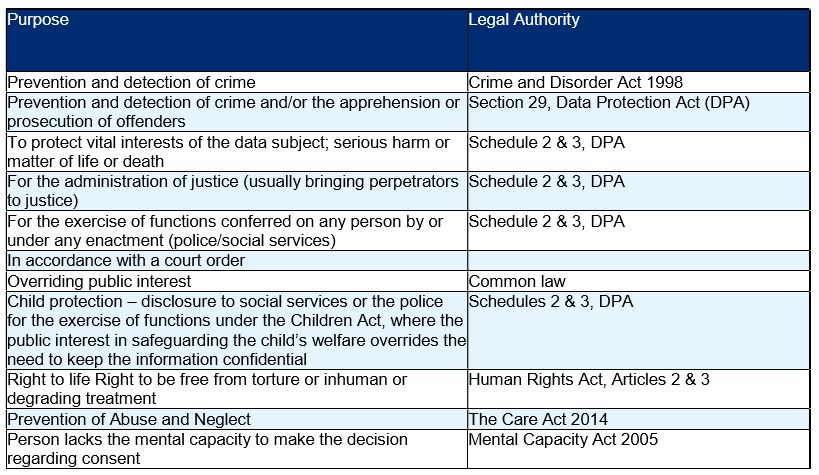 Purpose
Legal Authority
Prevention and detection of crime
Crime and Disorder Act 1998
Prevention and detection of crime and/or the apprehension or
prosecution of offenders
Section 29, Data Protection Act (DPA)
To protect vital interests of the data subject; serious harm or
matter of life or death
Schedule 2 & 3, DPA
For the administration of justice (usually bringing perpetrators
to justice)
Schedule 2 & 3, DPA
For the exercise of functions conferred on any person by or
under any enactment (police/social services)
Schedule 2 & 3, DPA
In accordance with a court order
Overriding public interest
Common law
Child protection – disclosure to social services or the police
for the exercise of functions under the Children Act, where the
public interest in safeguarding the child's welfare overrides the
need to keep the information confidential
Schedules 2 & 3, DPA
Right to life Right to be free from torture or inhuman or
degrading treatment
Human Rights Act, Articles 2 & 3
Prevention of Abuse and Neglect
The Care Act 2014
Person lacks the mental capacity to make the decision
regarding consent
Mental Capacity Act 2005